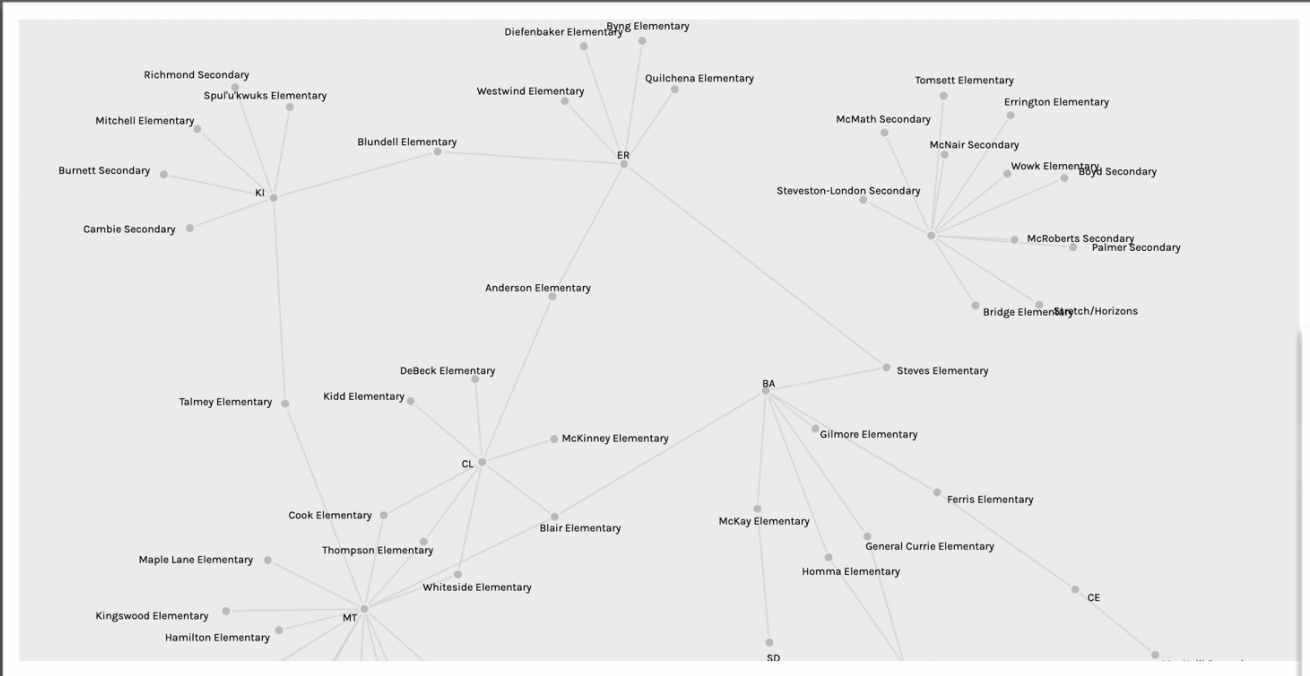 Byng Elementary
Diefenbaker Elementary
Richmond Secondary
Quilchena Elementary
Tomsett Elementary
Westwind Elementary
Spul'u'kwuks Elementary
Errington Elementary
Mitchell Elementary
McMath Secondary
Blundell Elementary
McNair Secondary
ER
Wowk Elementary
Burnett Secondary
Boyd Secondary
KI
Steveston-London Secondary
Cambie Secondary
McRoberts Secondary
Palmer Secondary
Anderson Elementary
Bridge Elementary
Stretch/Horizons
DeBeck Elementary
Steves Elementary
BA
Kidd Elementary
Talmey Elementary
Gilmore Elementary
McKinney Elementary
CL
Ferris Elementary
Cook Elementary
McKay Elementary
Blair Elementary
General Currie Elementary
Thompson Elementary
Maple Lane Elementary
Homma Elementary
Whiteside Elementary
CE
Kingswood Elementary
MT
Hamilton Elementary
SD